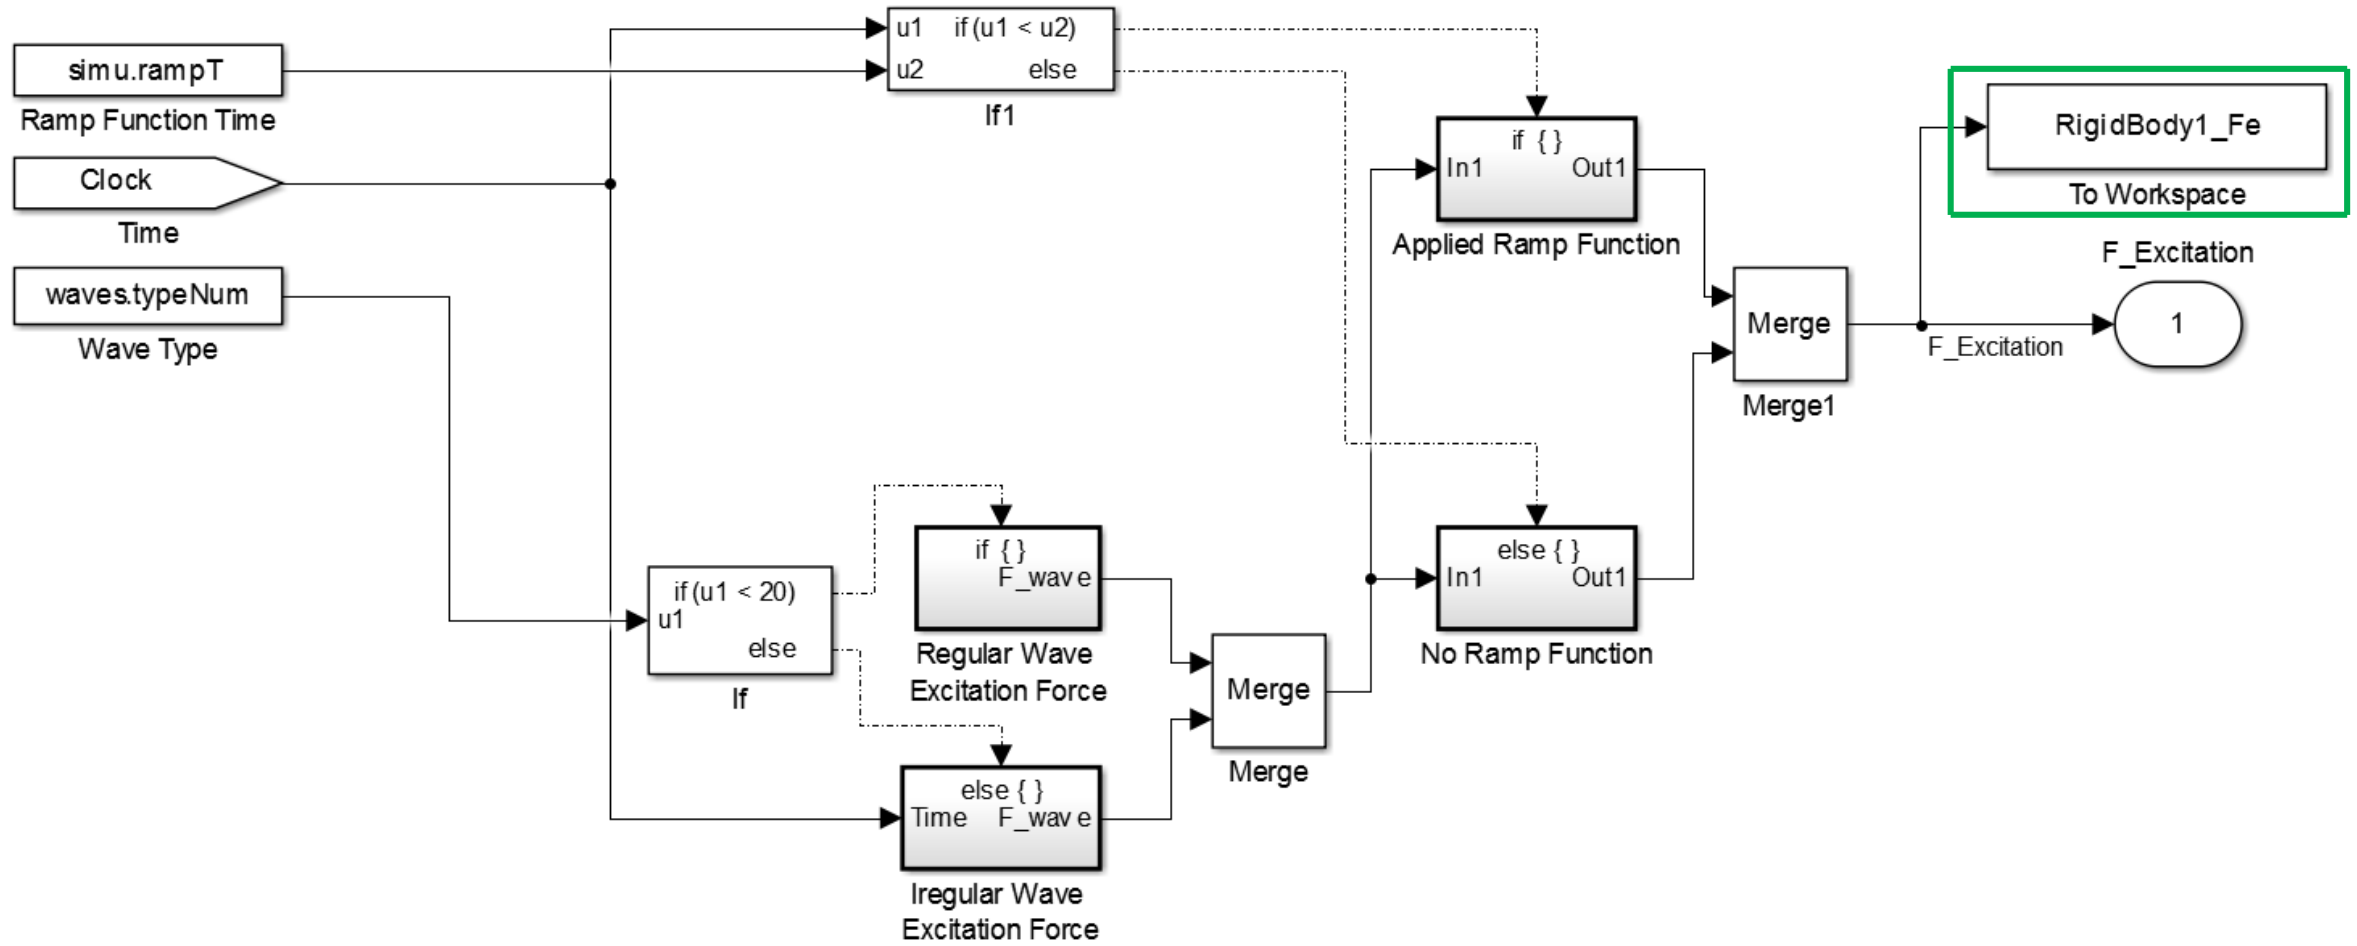 simu.rampT
Ramp Function Time
Clock
Time
waves.typeNum
Wave Type
u1 if(u1 < u2)
u2 else
If1
if(u1 < 20)
u1
else
If
if { }
F_wave
Regular Wave
Excitation Force
else { }
Time F_wave
Iregular Wave
Excitation Force
Merge
Merge
if { }
In1 Out1
Applied Ramp Function
else { }
In1 Out1
No Ramp Function
Merge
Merge1
RigidBody1_Fe
To Workspace
F_Excitation
1
F_Excitation